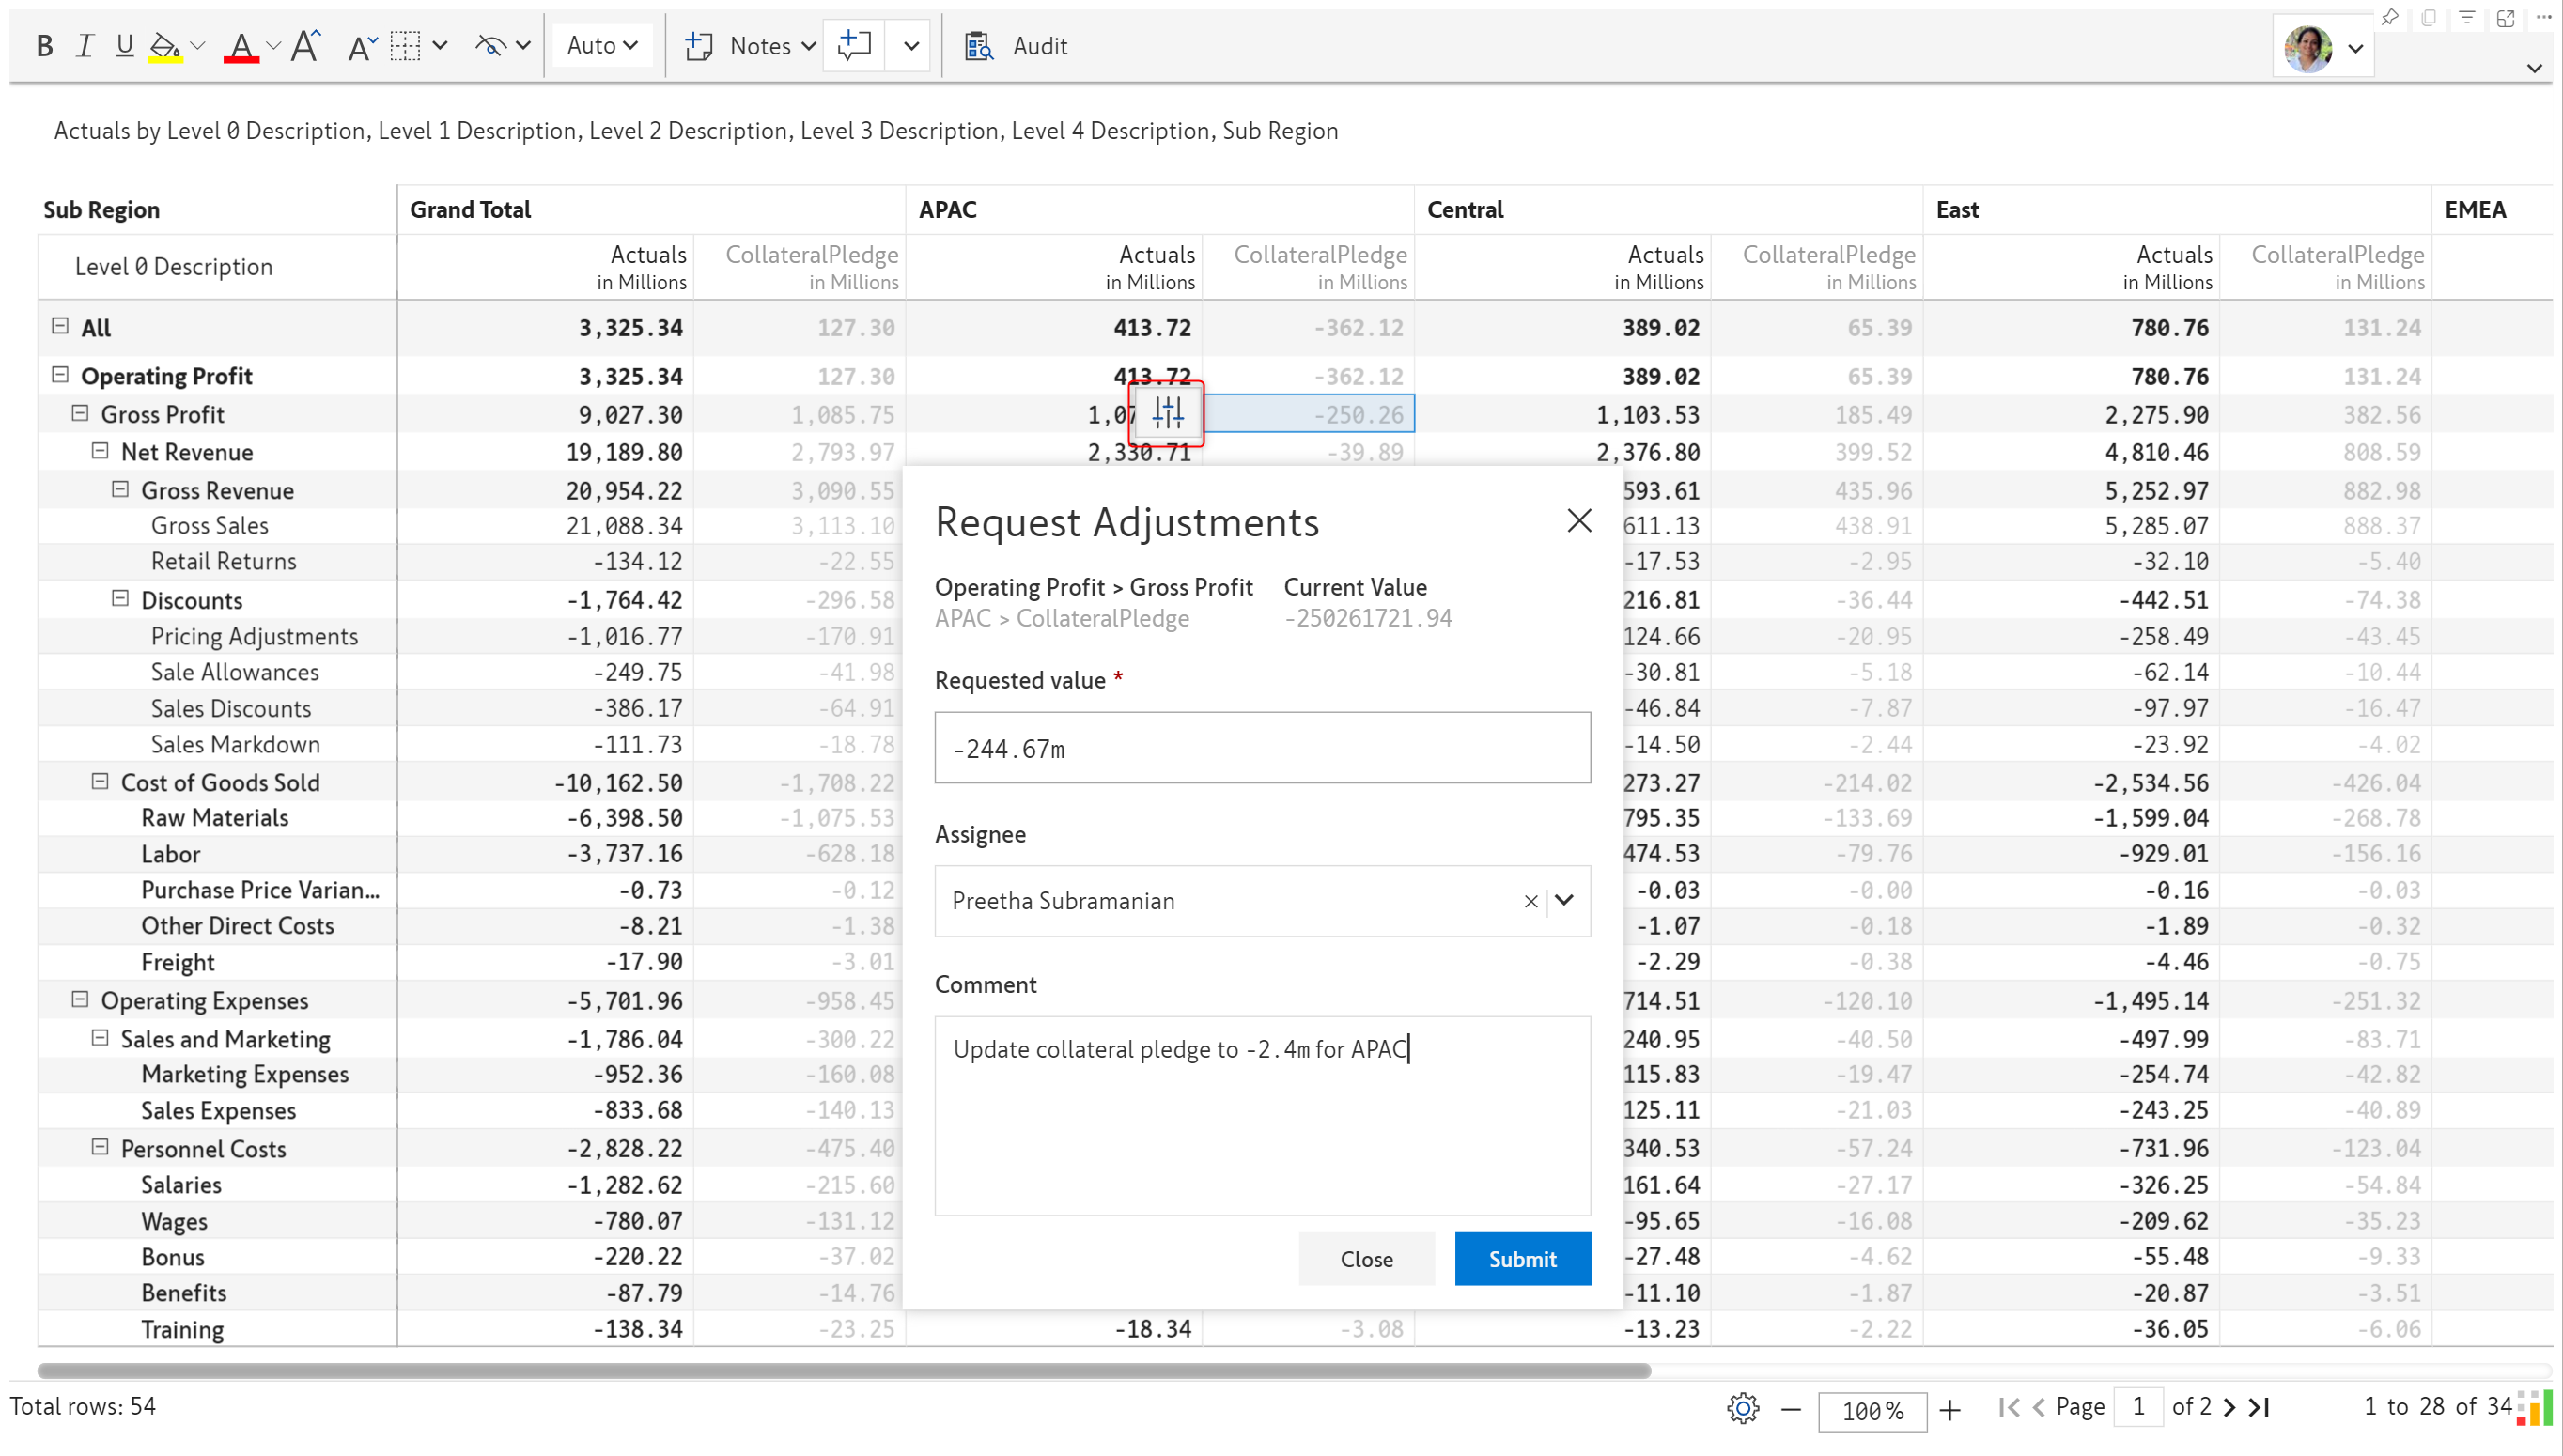 B I U A A A Auto Notes Audit
Actuals by Level 0 Description, Level 1 Description, Level 2 Description, Level 3 Description, Level 4 Description, Sub Region
Sub Region Grand Total APAC Central East EMEA
Level 0 Description Actuals CollateralPledge Actuals CollateralPledge Actuals CollateralPledge Actuals CollateralPledge
in Millions in Millions in Millions in Millions in Millions in Millions in Millions in Millions
All 3,325.34 127.30 413.72 -362.12 389.02 65.39 780.76 131.24
Operating Profit 3,325.34 127.30 413.72 -362.12 389.02 65.39 780.76 131.24
Gross Profit 9,027.30 1,085.75 1,07 -250.26 1,103.53 185.49 2,275.90 382.56
Net Revenue 19,189.80 2,793.97 2,330.71 -39.89 2,376.80 399.52 4,810.46 808.59
Gross Revenue 20,954.22 3,090.55 593.61 435.96 5,252.97 882.98
Gross Sales 21,088.34 3,113.10 611.13 438.91 5,285.07 888.37
Retail Returns -134.12 -22.55 -17.53 -2.95 -32.10 -5.40
Discounts -1,764.42 -296.58 216.81 -36.44 -442.51 -74.38
Pricing Adjustments -1,016.77 -170.91 124.66 -20.95 -258.49 -43.45
Sale Allowances -249.75 -41.98 -30.81 -5.18 -62.14 -10.44
Sales Discounts -386.17 -64.91 -46.84 -7.87 -97.97 -16.47
Sales Markdown -111.73 -18.78 -14.50 -2.44 -23.92 -4.02
Cost of Goods Sold -10,162.50 -1,708.22 273.27 -214.02 -2,534.56 -426.04
Raw Materials -6,398.50 -1,075.53 795.35 -133.69 -1,599.04 -268.78
Labor -3,737.16 -628.18 474.53 -79.76 -929.01 -156.16
Purchase Price Varian... -0.73 -0.12 -0.03 -0.00 -0.16 -0.03
Other Direct Costs -8.21 -1.38 -1.07 -0.18 -1.89 -0.32
Freight -17.90 -3.01 -2.29 -0.38 -4.46 -0.75
Operating Expenses -5,701.96 -958.45 714.51 -120.10 -1,495.14 -251.32
Sales and Marketing -1,786.04 -300.22 240.95 -40.50 -497.99 -83.71
Marketing Expenses -952.36 -160.08 115.83 -19.47 -254.74 -42.82
Sales Expenses -833.68 -140.13 125.11 -21.03 -243.25 -40.89
Personnel Costs -2,828.22 -475.40 340.53 -57.24 -731.96 -123.04
Salaries -1,282.62 -215.60 161.64 -27.17 -326.25 -54.84
Wages -780.07 -131.12 -95.65 -16.08 -209.62 -35.23
Bonus -220.22 -37.02 -27.48 -4.62 -55.48 -9.33
Benefits -87.79 -14.76 -11.10 -1.87 -20.87 -3.51
Training -138.34 -23.25 -18.34 -3.08 -13.23 -2.22 -36.05 -6.06
Request Adjustments
Operating Profit > Gross Profit Current Value
APAC > CollateralPledge -250261721.94
Requested value *
-244.67m
Assignee
Preetha Subramanian
Comment
Update collateral pledge to -2.4m for APAC
Close Submit
Total rows: 54 100% Page 1 of 2 1 to 28 of 34